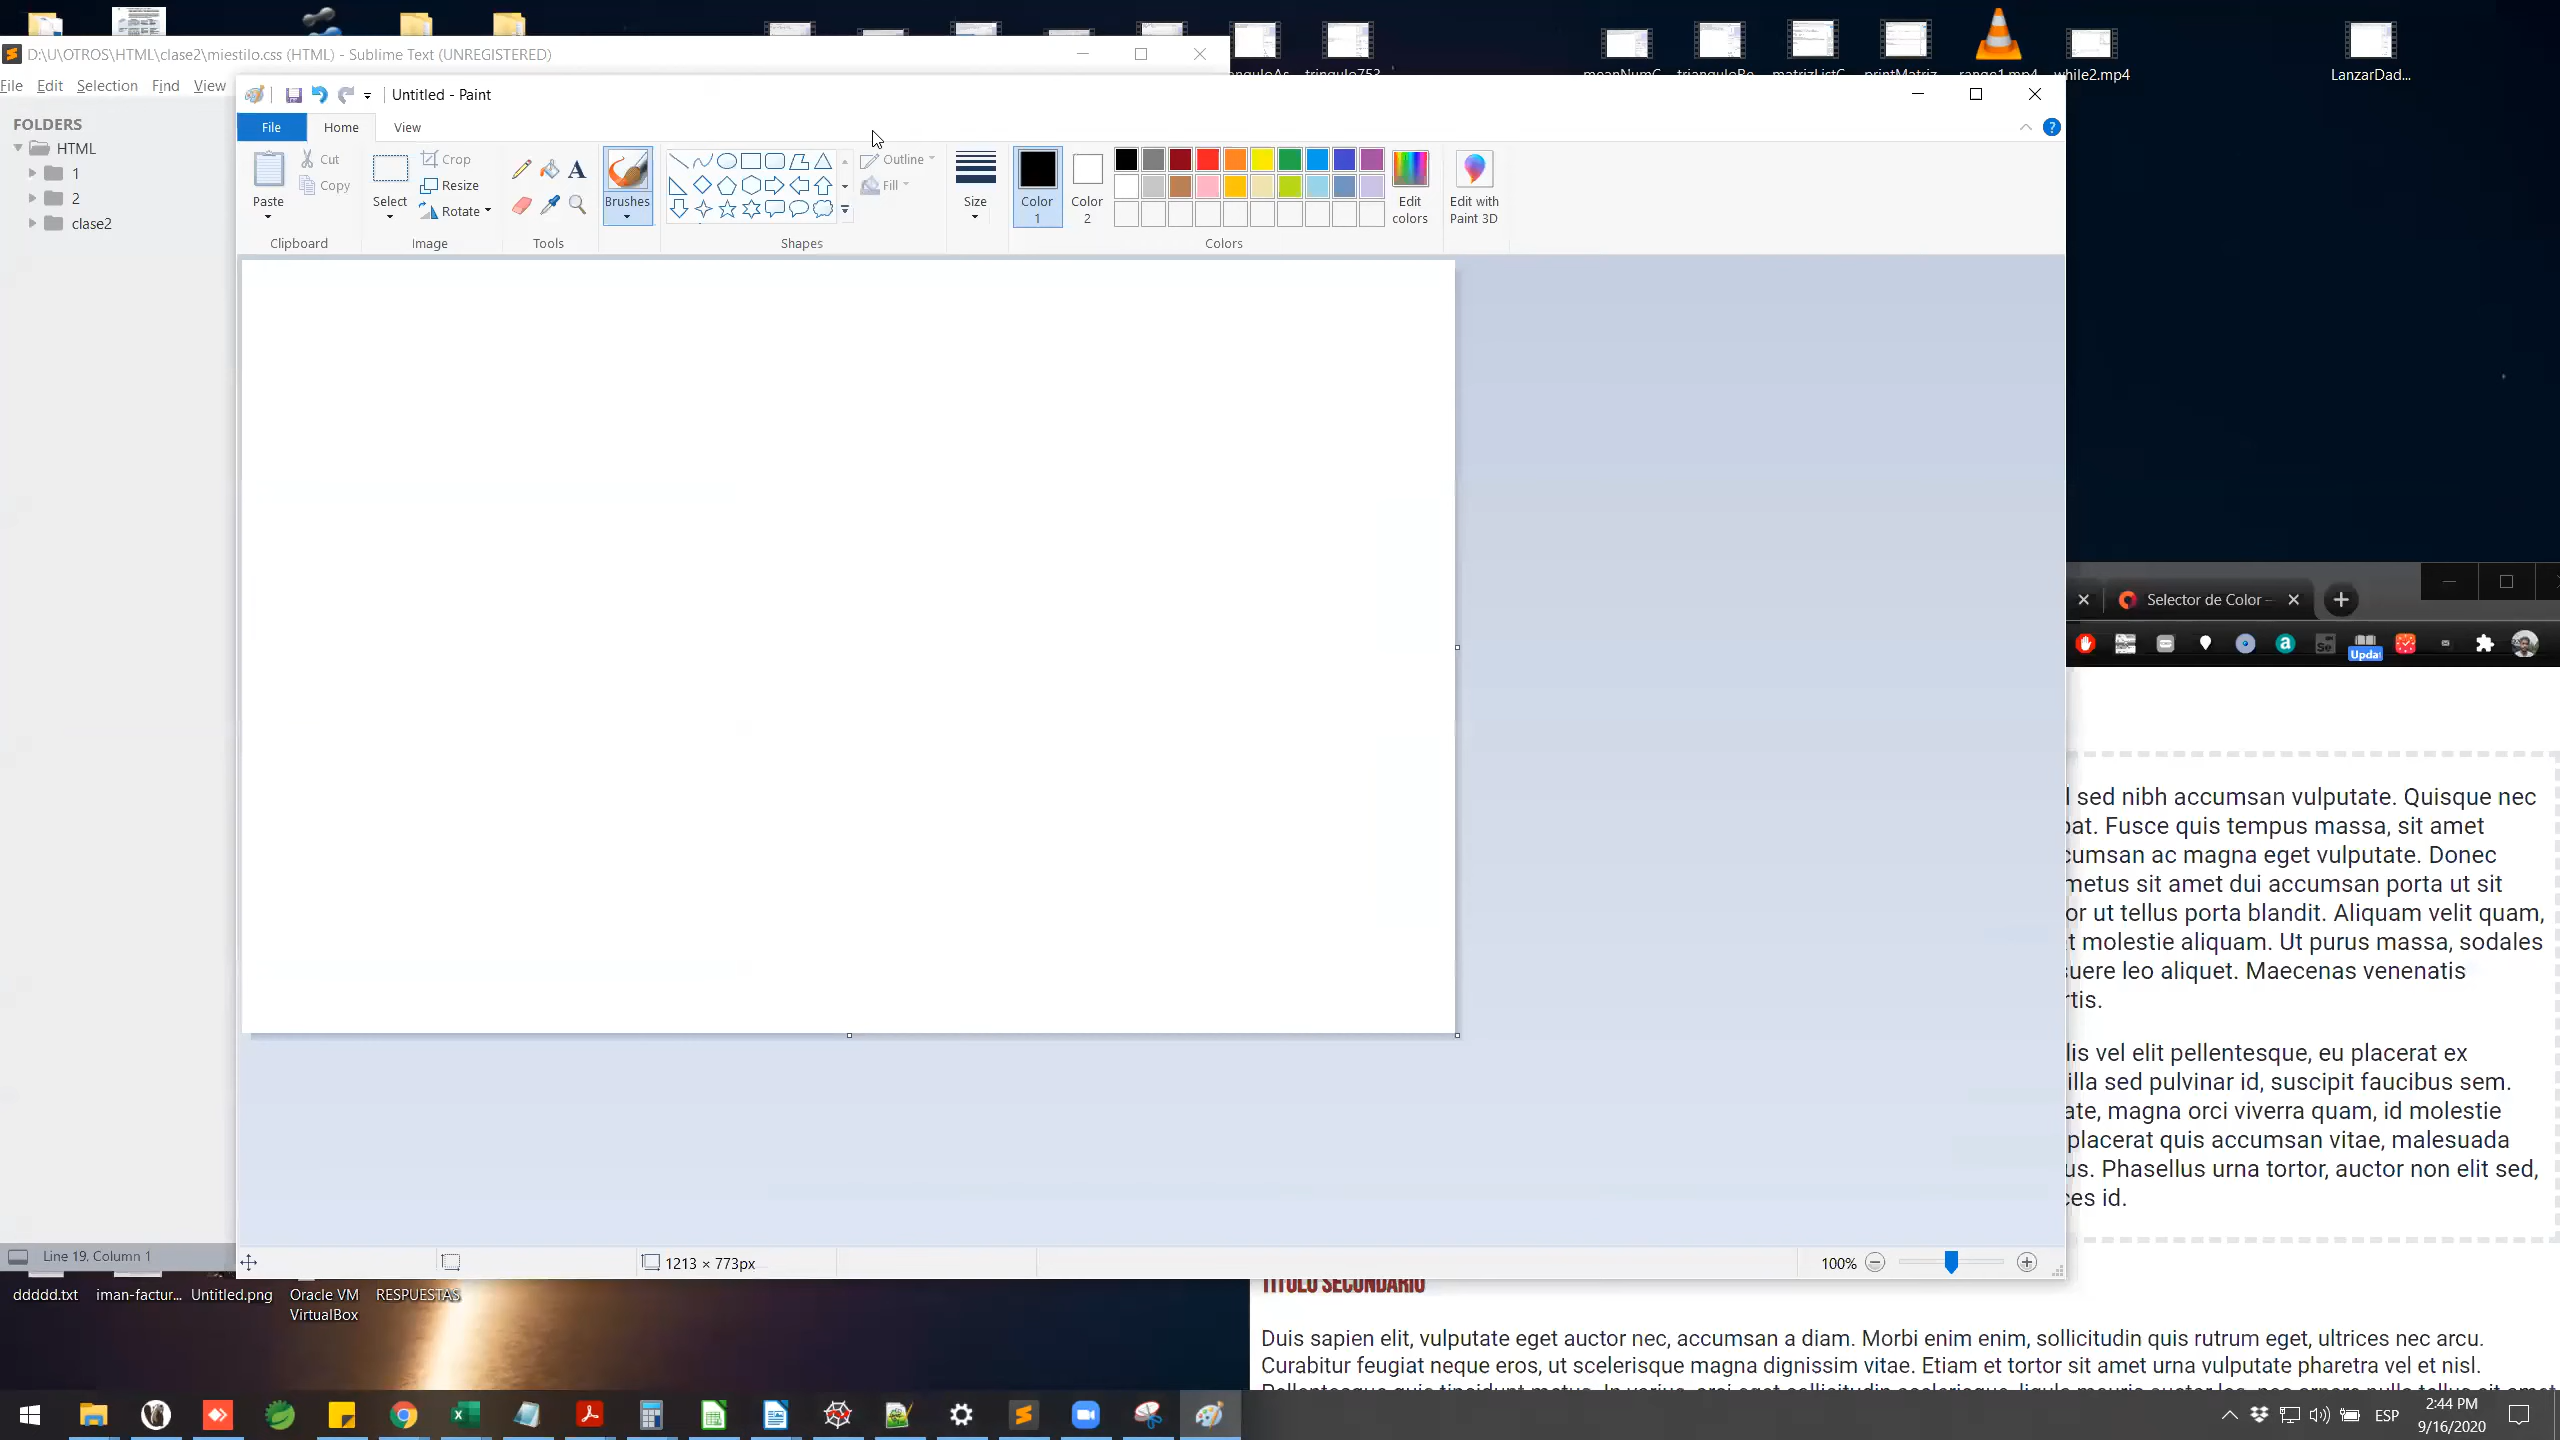 D:\U\OTROS\HTML\clase2\miestilo.css (HTML) - Sublime Text (UNREGISTERED)
while2.mp4
LanzarDad...
File Edit Selection Find View
Untitled - Paint
File Home View
FOLDERS
HTML
1
2
clase2
Paste
Cut
Copy
Clipboard
Select
Crop
Resize
Rotate
Image
Tools
Brushes
Shapes
Outline
Fill
Size
Color 1
Color 2
Colors
Edit colors
Edit with Paint 3D
Selector de Color
Upda
sed nibh accumsan vulputate. Quisque nec
. Fusce quis tempus massa, sit amet
ac magna eget vulputate. Donec
metus sit amet dui accumsan porta ut sit
or ut tellus porta blandit. Aliquam velit quam,
t molestie aliquam. Ut purus massa, sodales
leo aliquet. Maecenas venenatis
rtis.
lis vel elit pellentesque, eu placerat ex
illa sed pulvinar id, suscipit faucibus sem.
ate, magna orci viverra quam, id molestie
placerat quis accumsan vitae, malesuada
us. Phasellus urna tortor, auctor non elit sed,
ces id.
Line 19, Column 1
1213 × 773px
100%
ddddd.txt
iman-factur...
Untitled.png
Oracle VM VirtualBox
RESPUESTAS
TITULO SECUNDARIO
Duis sapien elit, vulputate eget auctor nec, accumsan a diam. Morbi enim enim, sollicitudin quis rutrum eget, ultrices nec arcu.
Curabitur feugiat neque eros, ut scelerisque magna dignissim vitae. Etiam et tortor sit amet urna vulputate pharetra vel et nisl.
ESP
2:44 PM
9/16/2020